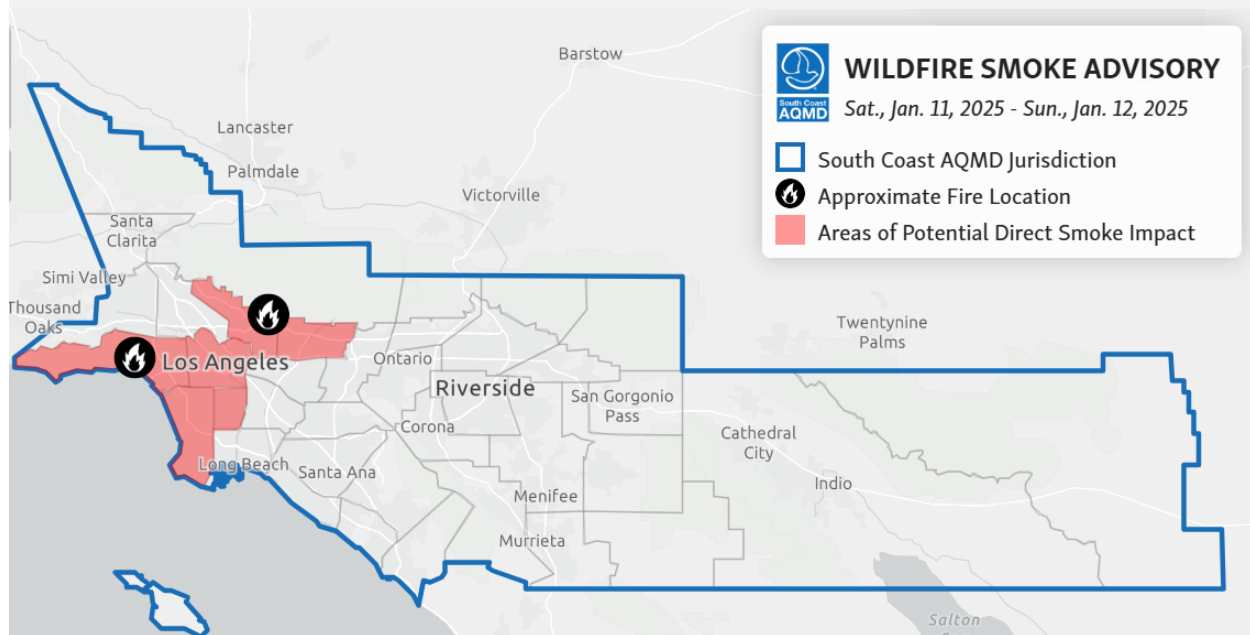 WILDFIRE SMOKE ADVISORY
South Coast
AQMD
Sat., Jan. 11, 2025 - Sun., Jan. 12, 2025
South Coast AQMD Jurisdiction
Approximate Fire Location
Areas of Potential Direct Smoke Impact
Barstow
Lancaster
Palmdale
Victorville
Santa
Clarita
Simi Valley
Thousand
Oaks
Los Angeles
Ontario
Riverside
Twentynine
Palms
San Gorgonio
Pass
Corona
Cathedral
City
Long Beach
Santa Ana
Indio
Menifee
Murrieta
Salton